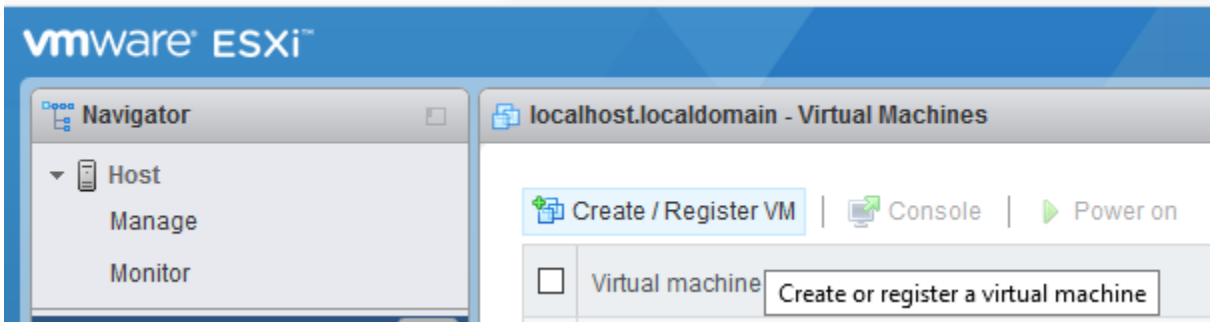 vmware® ESXi™
Navigator
localhost.localdomain - Virtual Machines
Host
Manage
Monitor
Create / Register VM
Console
Power on
Virtual machine
Create or register a virtual machine